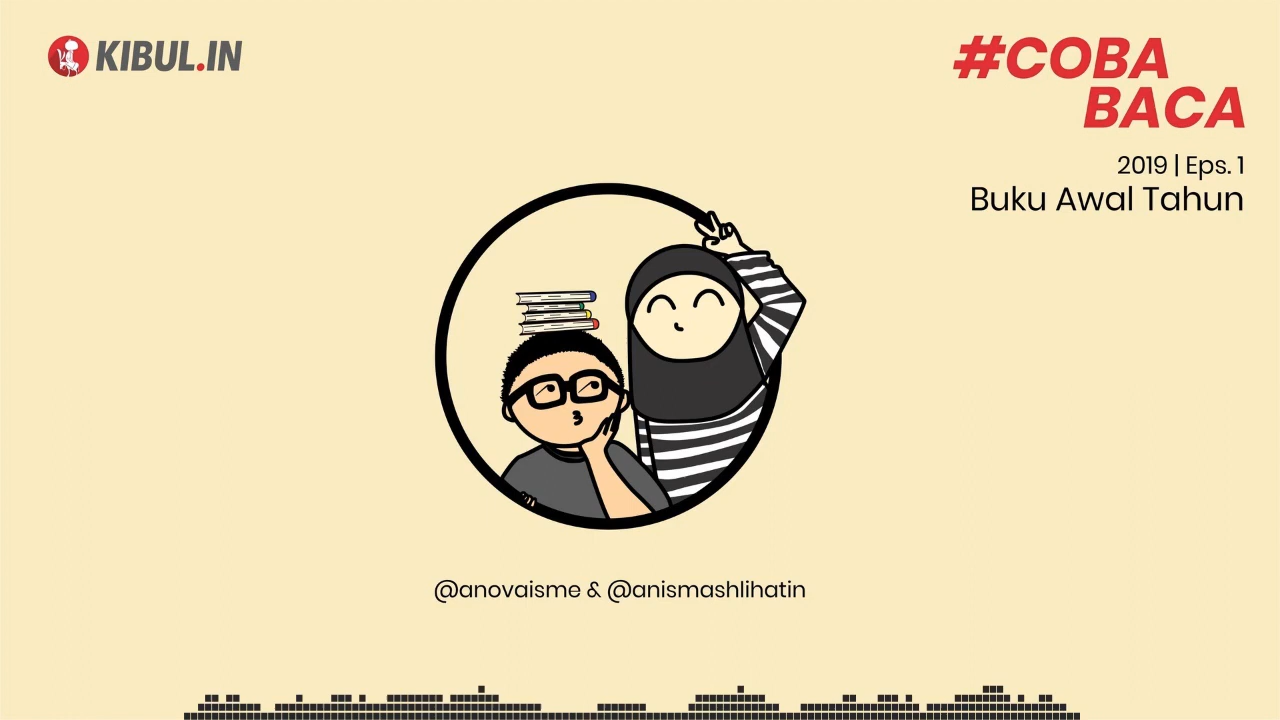 KIBUL.IN
#COBA
BACA
2019 | Eps. 1
Buku Awal Tahun
@anovaisme & @anismashlihatin